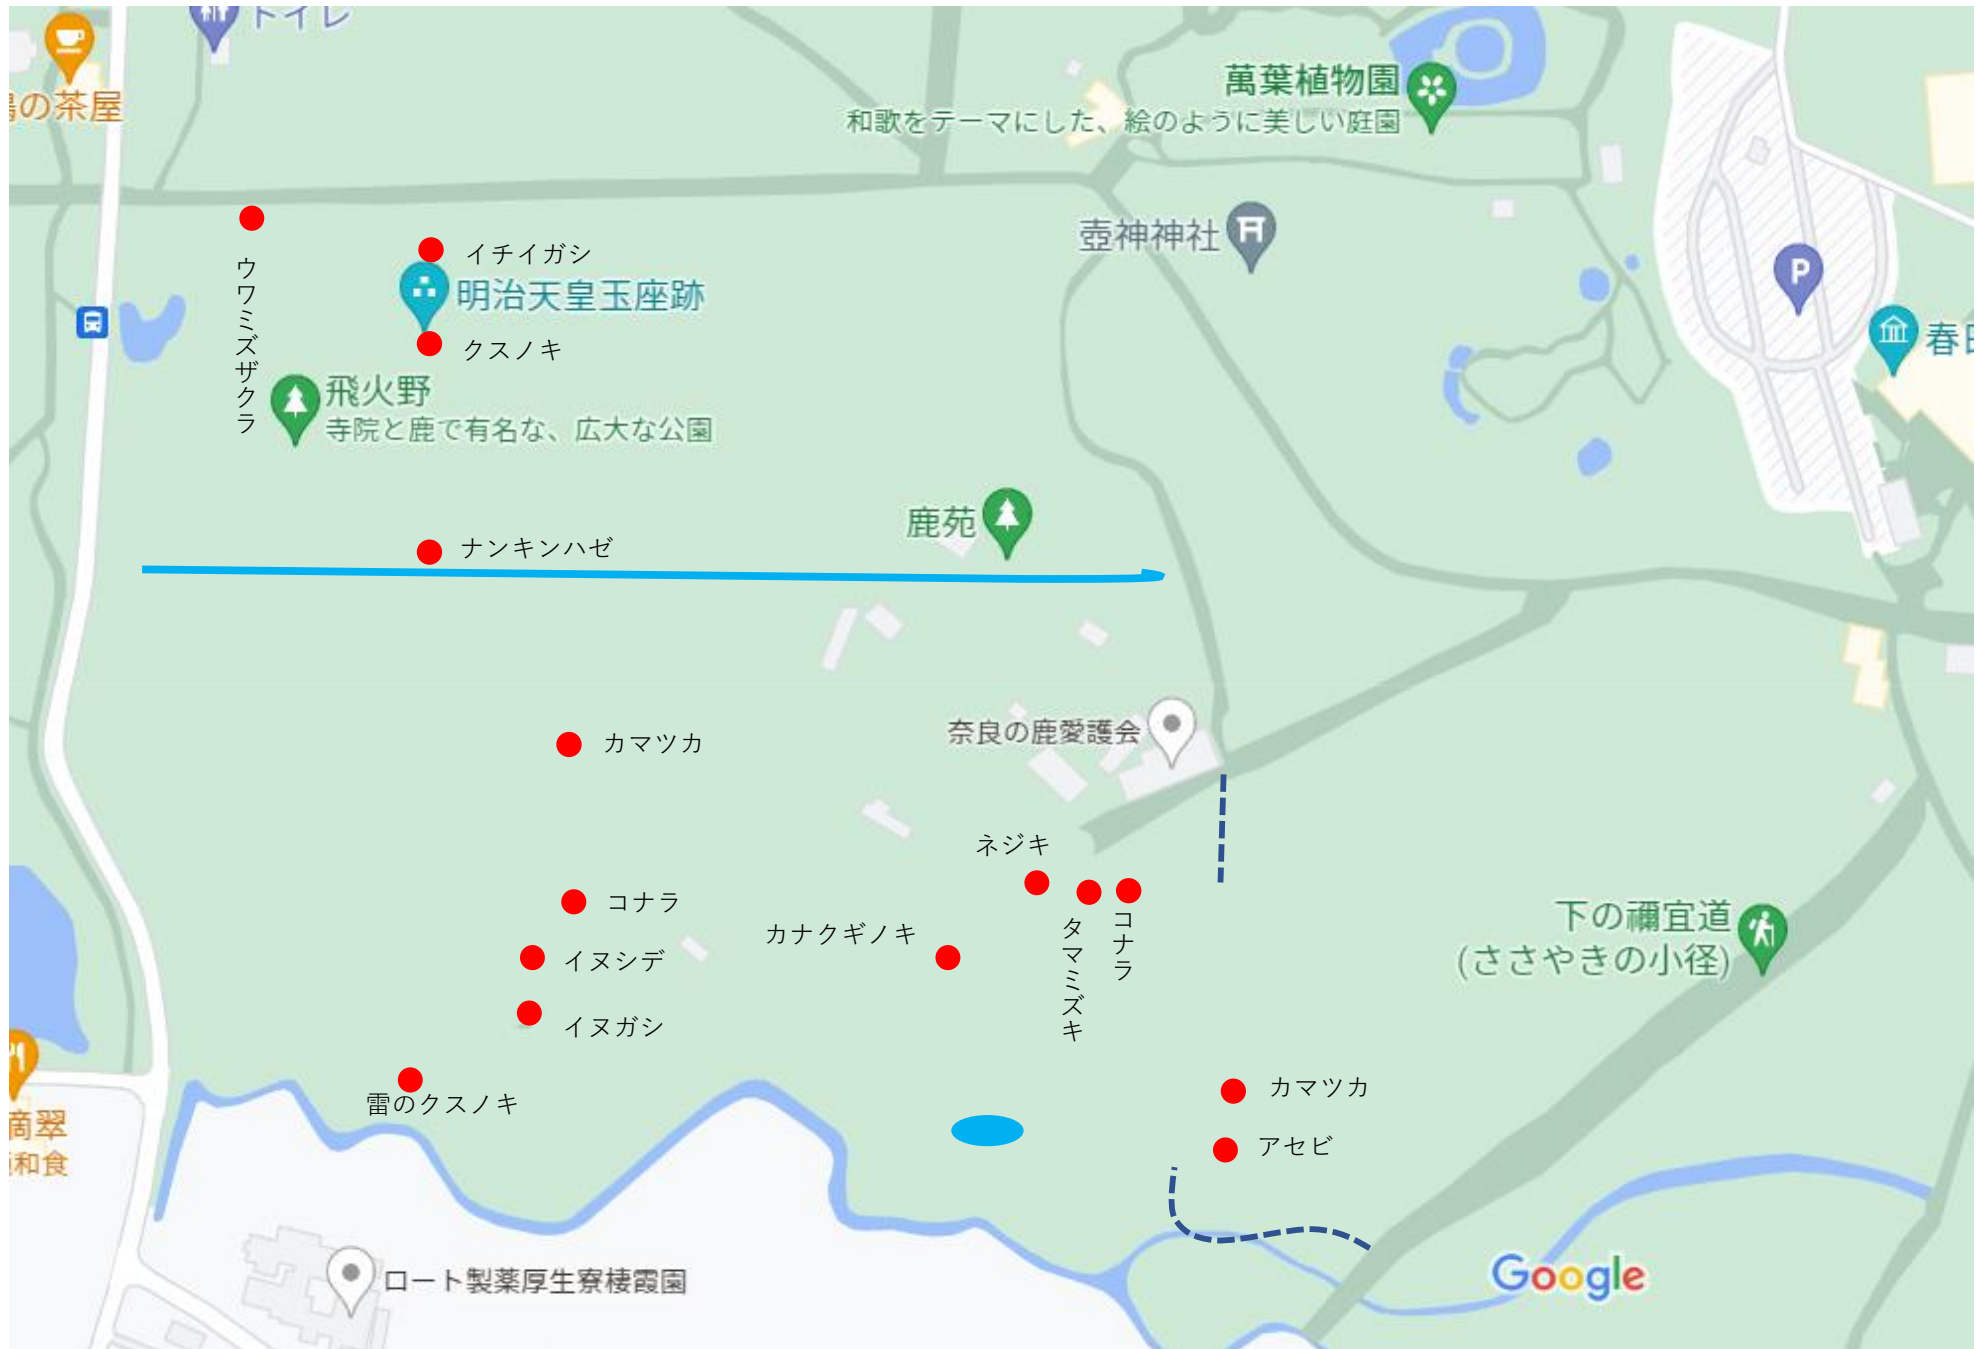 トイレ
の茶屋
萬葉植物園
和歌をテーマにした、絵のように美しい庭園
壺神神社
イチイガシ
明治天皇玉座跡
クスノキ
ウワミズザクラ
飛火野
寺院と鹿で有名な、広大な公園
P
春日
鹿苑
ナンキンハゼ
カマツカ
奈良の鹿愛護会
ネジキ
コナラ
カナクギノキ
タマミズキ
コナラ
イヌシデ
イヌガシ
下の禰宜道
(ささやきの小径)
雷のクスノキ
カマツカ
アセビ
滴翠
和食
ロート製薬厚生寮棲霞園
Google